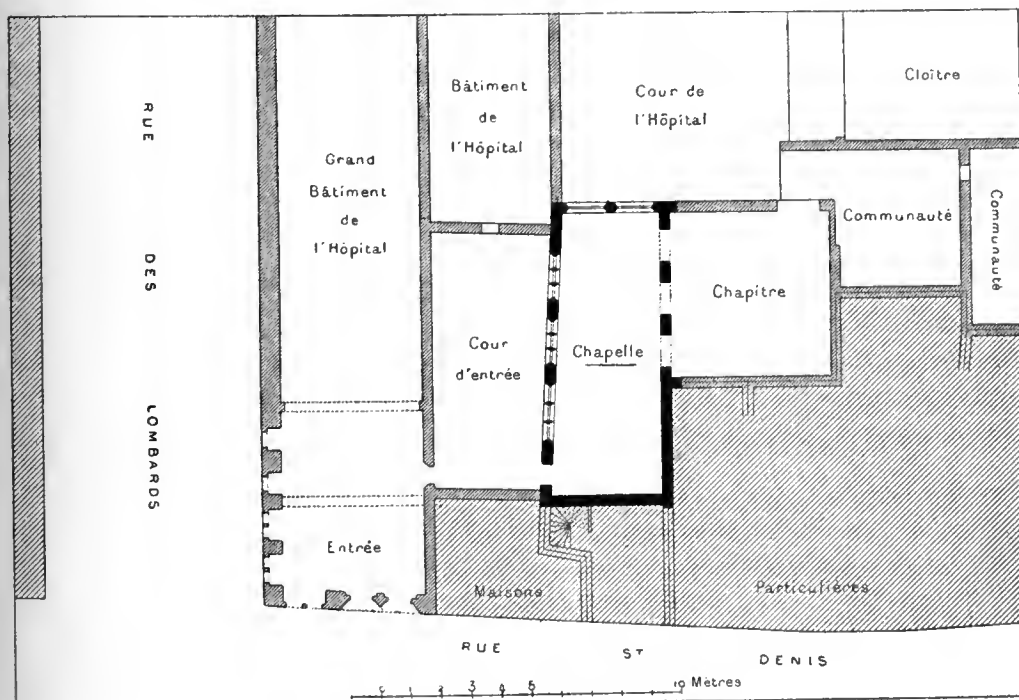 RUE
DES
LOMBARDS
Grand
Bâtiment
de
l'Hôpital
Bâtiment
de
l'Hôpital
Cour de
l'Hôpital
Cloître
Communauté
Communauté
Chapitre
Cour
d'entrée
Chapelle
Entrée
Maisons
Particulières
RUE ST DENIS
1 2 3 4 5 10 Mètres